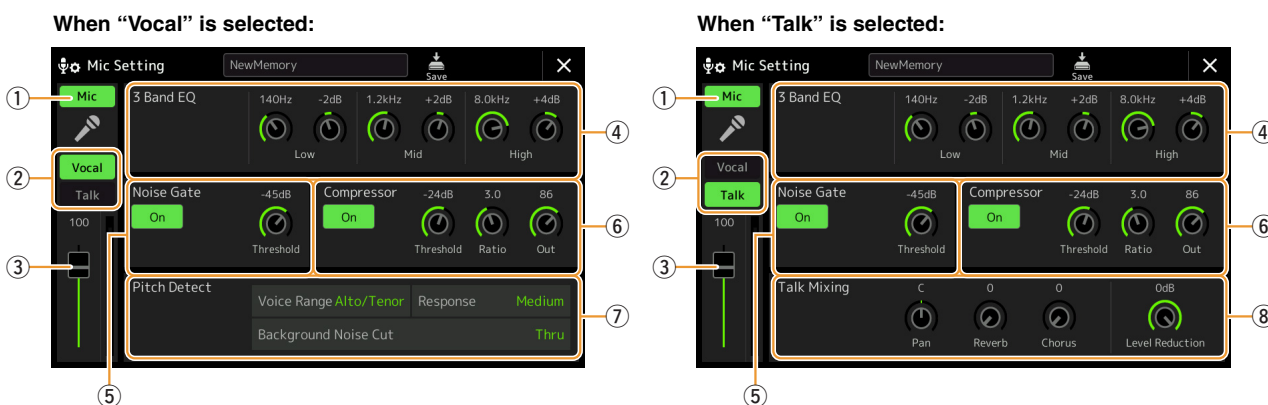 When “Vocal” is selected:
Mic Setting
NewMemory
Save
1
Mic
3 Band EQ
140Hz -2dB 1.2kHz +2dB 8.0kHz +4dB
Low Mid High
4
2
Vocal
Talk
100
Noise Gate
On
-45dB
Threshold
Compressor
On
-24dB 3.0 86
Threshold Ratio Out
6
3
Pitch Detect
Voice Range Alto/Tenor
Response Medium
Background Noise Cut Thru
7
5
When “Talk” is selected:
Mic Setting
NewMemory
Save
1
Mic
3 Band EQ
140Hz -2dB 1.2kHz +2dB 8.0kHz +4dB
Low Mid High
4
2
Vocal
Talk
100
Noise Gate
On
-45dB
Threshold
Compressor
On
-24dB 3.0 86
Threshold Ratio Out
6
3
Talk Mixing
C 0 0 0dB
Pan Reverb Chorus Level Reduction
8
5